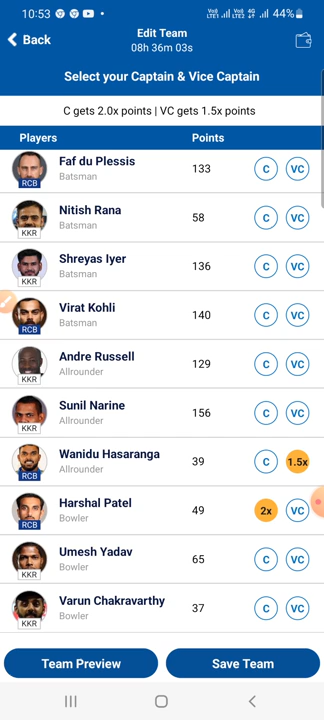 10:53
VoLTE1 VoLTE2 4G 44%
Edit Team
Back
08h 36m 03s
Select your Captain & Vice Captain
C gets 2.0x points | VC gets 1.5x points
Players Points
Faf du Plessis
Batsman
RCB
133 C VC
Nitish Rana
Batsman
KKR
58 C VC
Shreyas Iyer
Batsman
KKR
136 C VC
Virat Kohli
Batsman
RCB
140 C VC
Andre Russell
Allrounder
KKR
129 C VC
Sunil Narine
Allrounder
KKR
156 C VC
Wanidu Hasaranga
Allrounder
RCB
39 C 1.5x
Harshal Patel
Bowler
RCB
49 2x VC
Umesh Yadav
Bowler
KKR
65 C VC
Varun Chakravarthy
Bowler
KKR
37 C VC
Team Preview Save Team